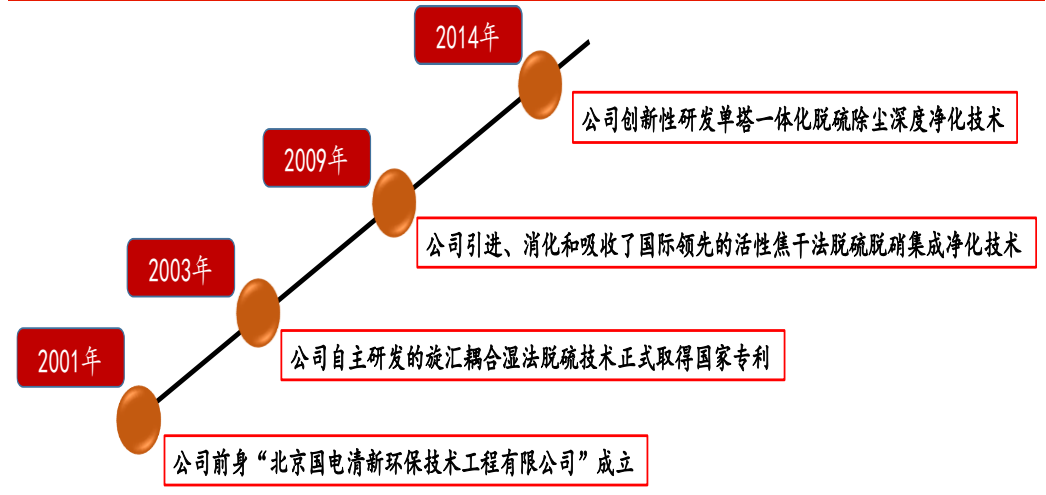 2014年
公司创新性研发单塔一体化脱硫除尘深度净化技术
2009年
公司引进、消化和吸收了国际领先的活性焦干法脱硫脱硝集成净化技术
2003年
公司自主研发的旋汇耦合湿法脱硫技术正式取得国家专利
2001年
公司前身“北京国电清新环保技术工程有限公司”成立